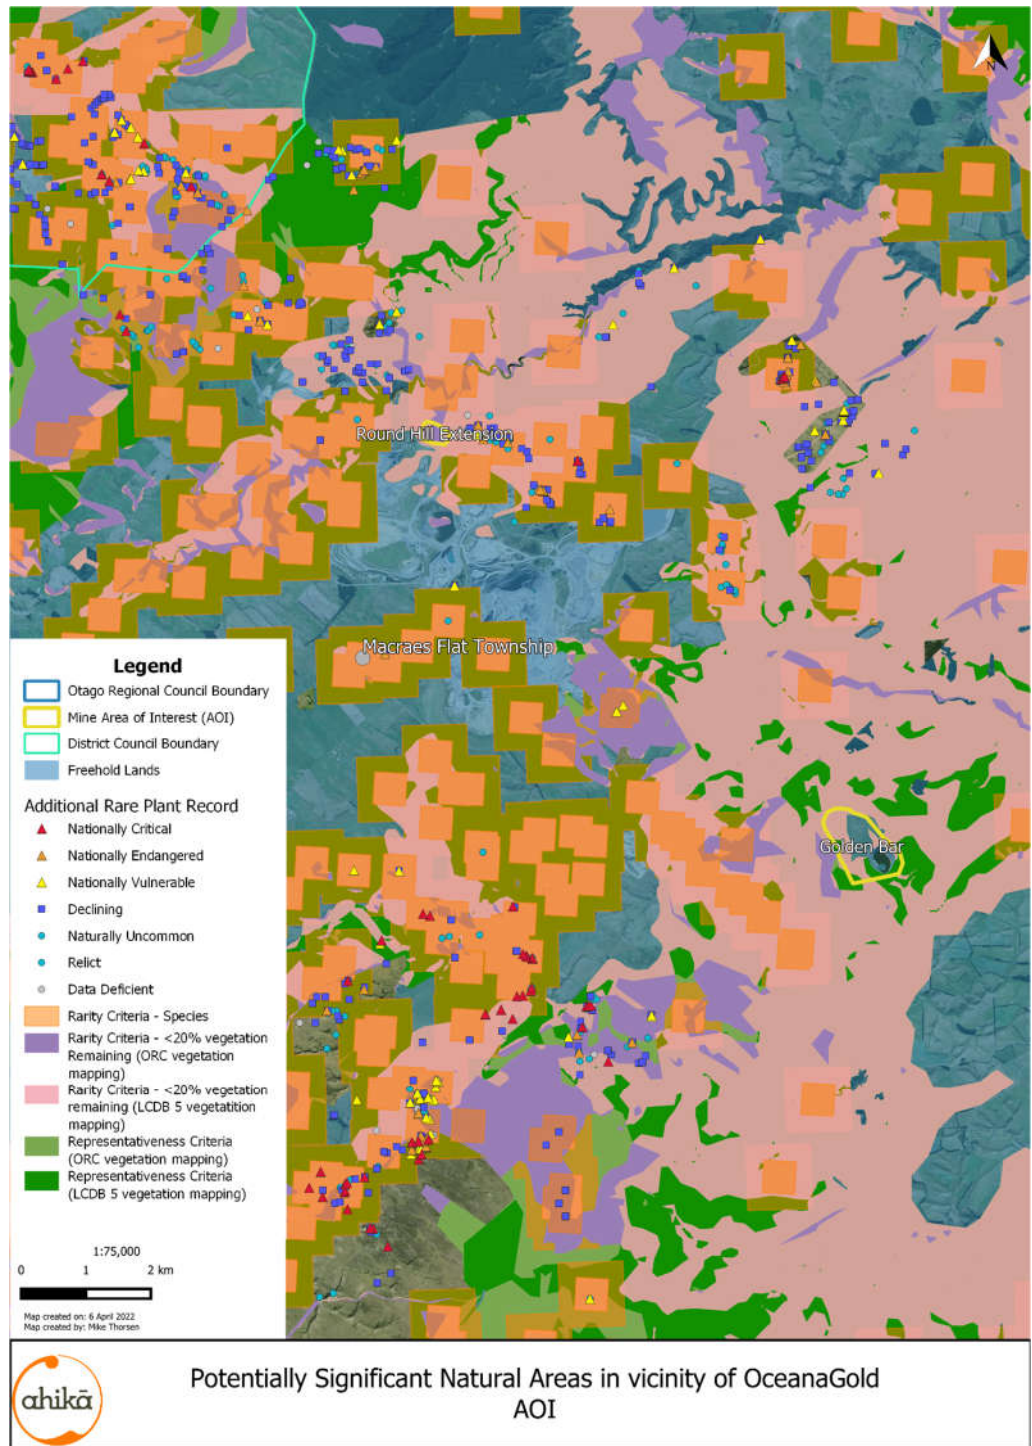 N
Round Hill Extension
Macraes Flat Township
Golden Bar
Legend
Otago Regional Council Boundary
Mine Area of Interest (AOI)
District Council Boundary
Freehold Lands
Additional Rare Plant Record
Nationally Critical
Nationally Endangered
Nationally Vulnerable
Declining
Naturally Uncommon
Relict
Data Deficient
Rarity Criteria - Species
Rarity Criteria - <20% vegetation
Remaining (ORC vegetation
mapping)
Rarity Criteria - <20% vegetation
remaining (LCDB 5 vegetatition
mapping)
Representativeness Criteria
(ORC vegetation mapping)
Representativeness Criteria
(LCDB 5 vegetation mapping)
1:75,000
0 1 2 km
Map created on: 6 April 2022
Map created by: Mike Thorsen
ahikā
Potentially Significant Natural Areas in vicinity of OceanaGold
AOI